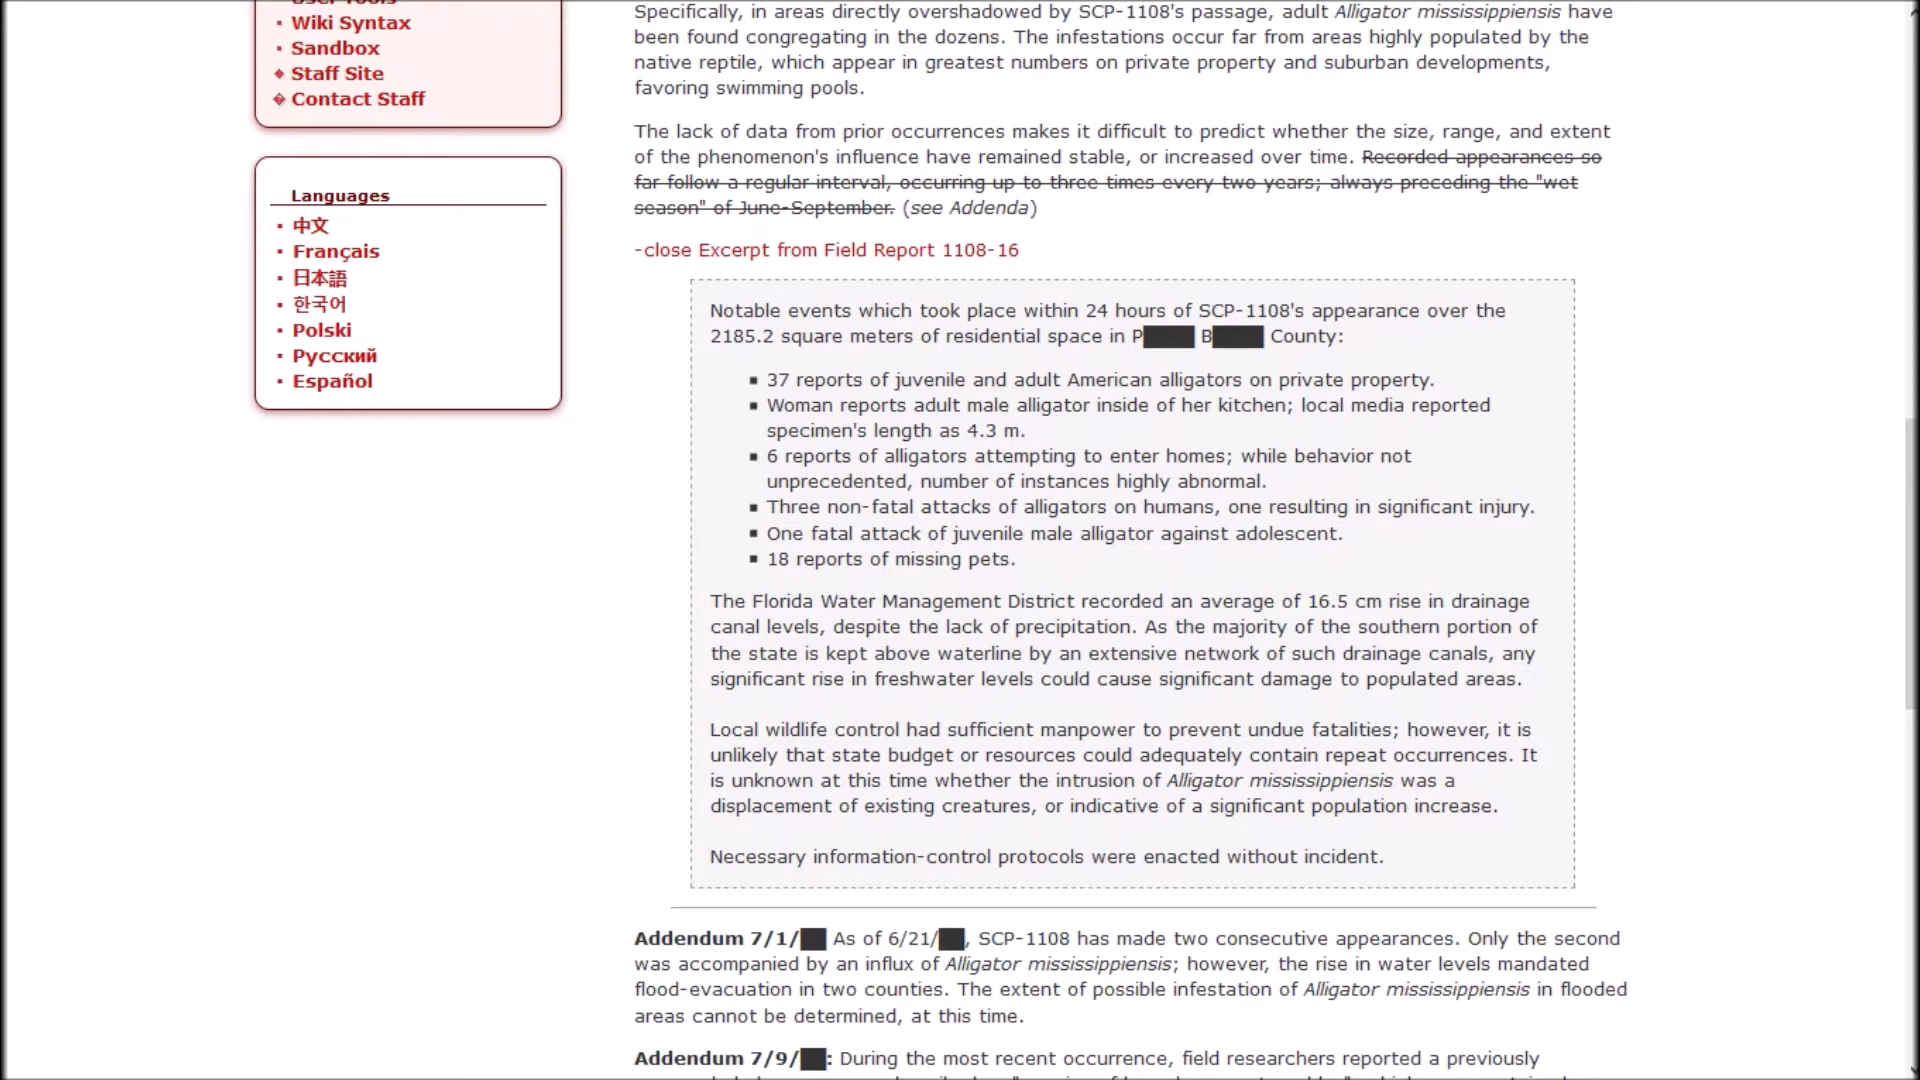 Wiki Syntax
Sandbox
Staff Site
Contact Staff
Languages
中文
Français
日本語
한국어
Polski
Русский
Español
Specifically, in areas directly overshadowed by SCP-1108's passage, adult Alligator mississippiensis have
been found congregating in the dozens. The infestations occur far from areas highly populated by the
native reptile, which appear in greatest numbers on private property and suburban developments,
favoring swimming pools.
The lack of data from prior occurrences makes it difficult to predict whether the size, range, and extent
of the phenomenon's influence have remained stable, or increased over time. Recorded appearances so
far follow a regular interval, occurring up to three times every two years; always preceding the "wet
season" of June-September. (see Addenda)
-close Excerpt from Field Report 1108-16
Notable events which took place within 24 hours of SCP-1108's appearance over the
2185.2 square meters of residential space in P████ B████ County:
▪ 37 reports of juvenile and adult American alligators on private property.
▪ Woman reports adult male alligator inside of her kitchen; local media reported
specimen's length as 4.3 m.
▪ 6 reports of alligators attempting to enter homes; while behavior not
unprecedented, number of instances highly abnormal.
▪ Three non-fatal attacks of alligators on humans, one resulting in significant injury.
▪ One fatal attack of juvenile male alligator against adolescent.
▪ 18 reports of missing pets.
The Florida Water Management District recorded an average of 16.5 cm rise in drainage
canal levels, despite the lack of precipitation. As the majority of the southern portion of
the state is kept above waterline by an extensive network of such drainage canals, any
significant rise in freshwater levels could cause significant damage to populated areas.
Local wildlife control had sufficient manpower to prevent undue fatalities; however, it is
unlikely that state budget or resources could adequately contain repeat occurrences. It
is unknown at this time whether the intrusion of Alligator mississippiensis was a
displacement of existing creatures, or indicative of a significant population increase.
Necessary information-control protocols were enacted without incident.
Addendum 7/1/██ As of 6/21/██, SCP-1108 has made two consecutive appearances. Only the second
was accompanied by an influx of Alligator mississippiensis; however, the rise in water levels mandated
flood-evacuation in two counties. The extent of possible infestation of Alligator mississippiensis in flooded
areas cannot be determined, at this time.
Addendum 7/9/██: During the most recent occurrence, field researchers reported a previously